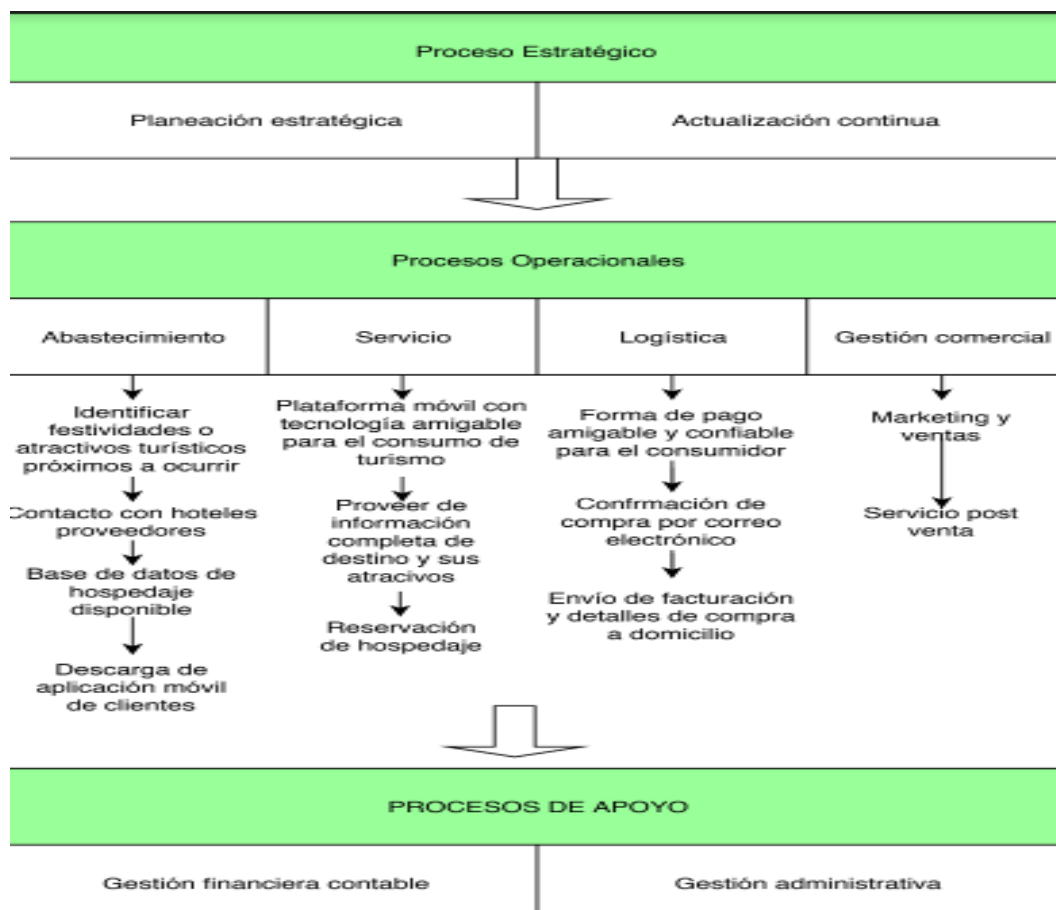 Proceso Estratégico
Planeación estratégica
Actualización continua
Procesos Operacionales
Abastecimiento
Servicio
Logística
Gestión comercial
Identificar
festividades o
atractivos turísticos
próximos a ocurrir
Contacto con hoteles
proveedores
Base de datos de
hospedaje
disponible
Descarga de
aplicación móvil
de clientes
Plataforma móvil con
tecnología amigable
para el consumo de
turismo
Proveer de
información
completa de
destino y sus
atracivos
Reservación
de hospedaje
Forma de pago
amigable y confiable
para el consumidor
Confrmación de
compra por correo
electrónico
Envío de facturación
y detalles de compra
a domicilio
Marketing y
ventas
Servicio post
venta
PROCESOS DE APOYO
Gestión financiera contable
Gestión administrativa